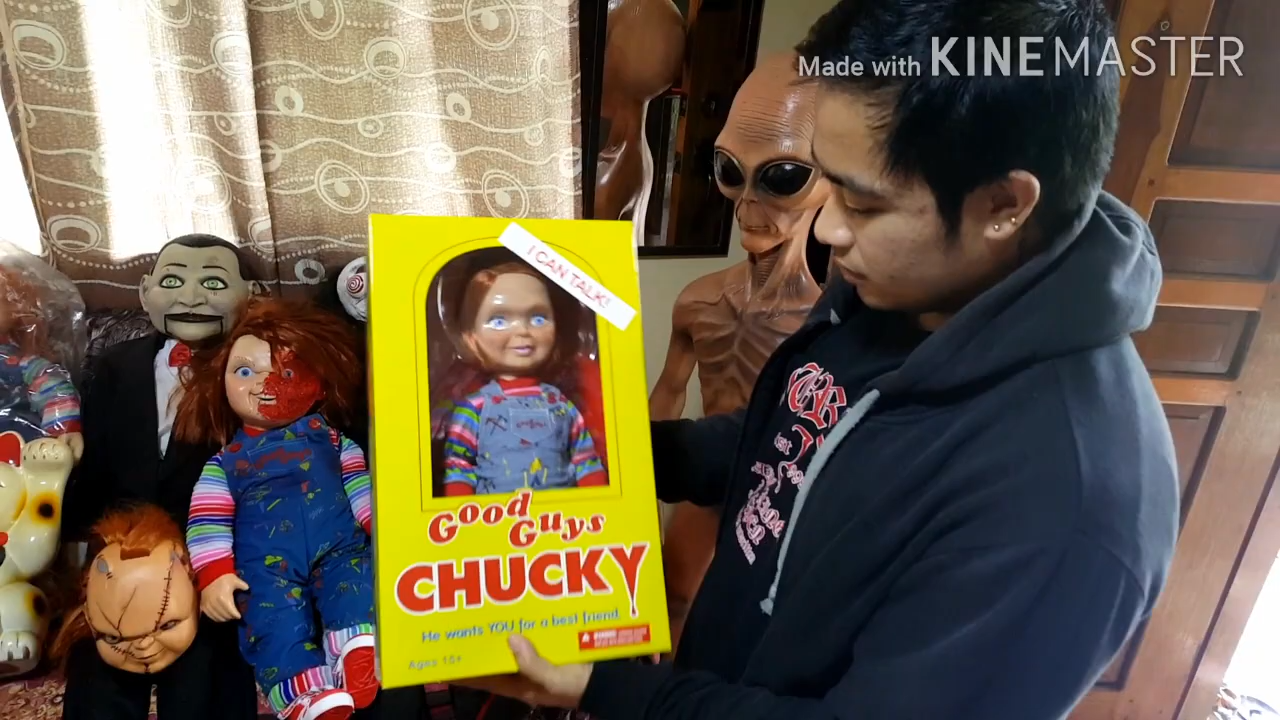 Made with KINEMASTER
I CAN TALK!
Good
Guys
CHUCKY
He wants YOU for a best friend.
Ages 15+